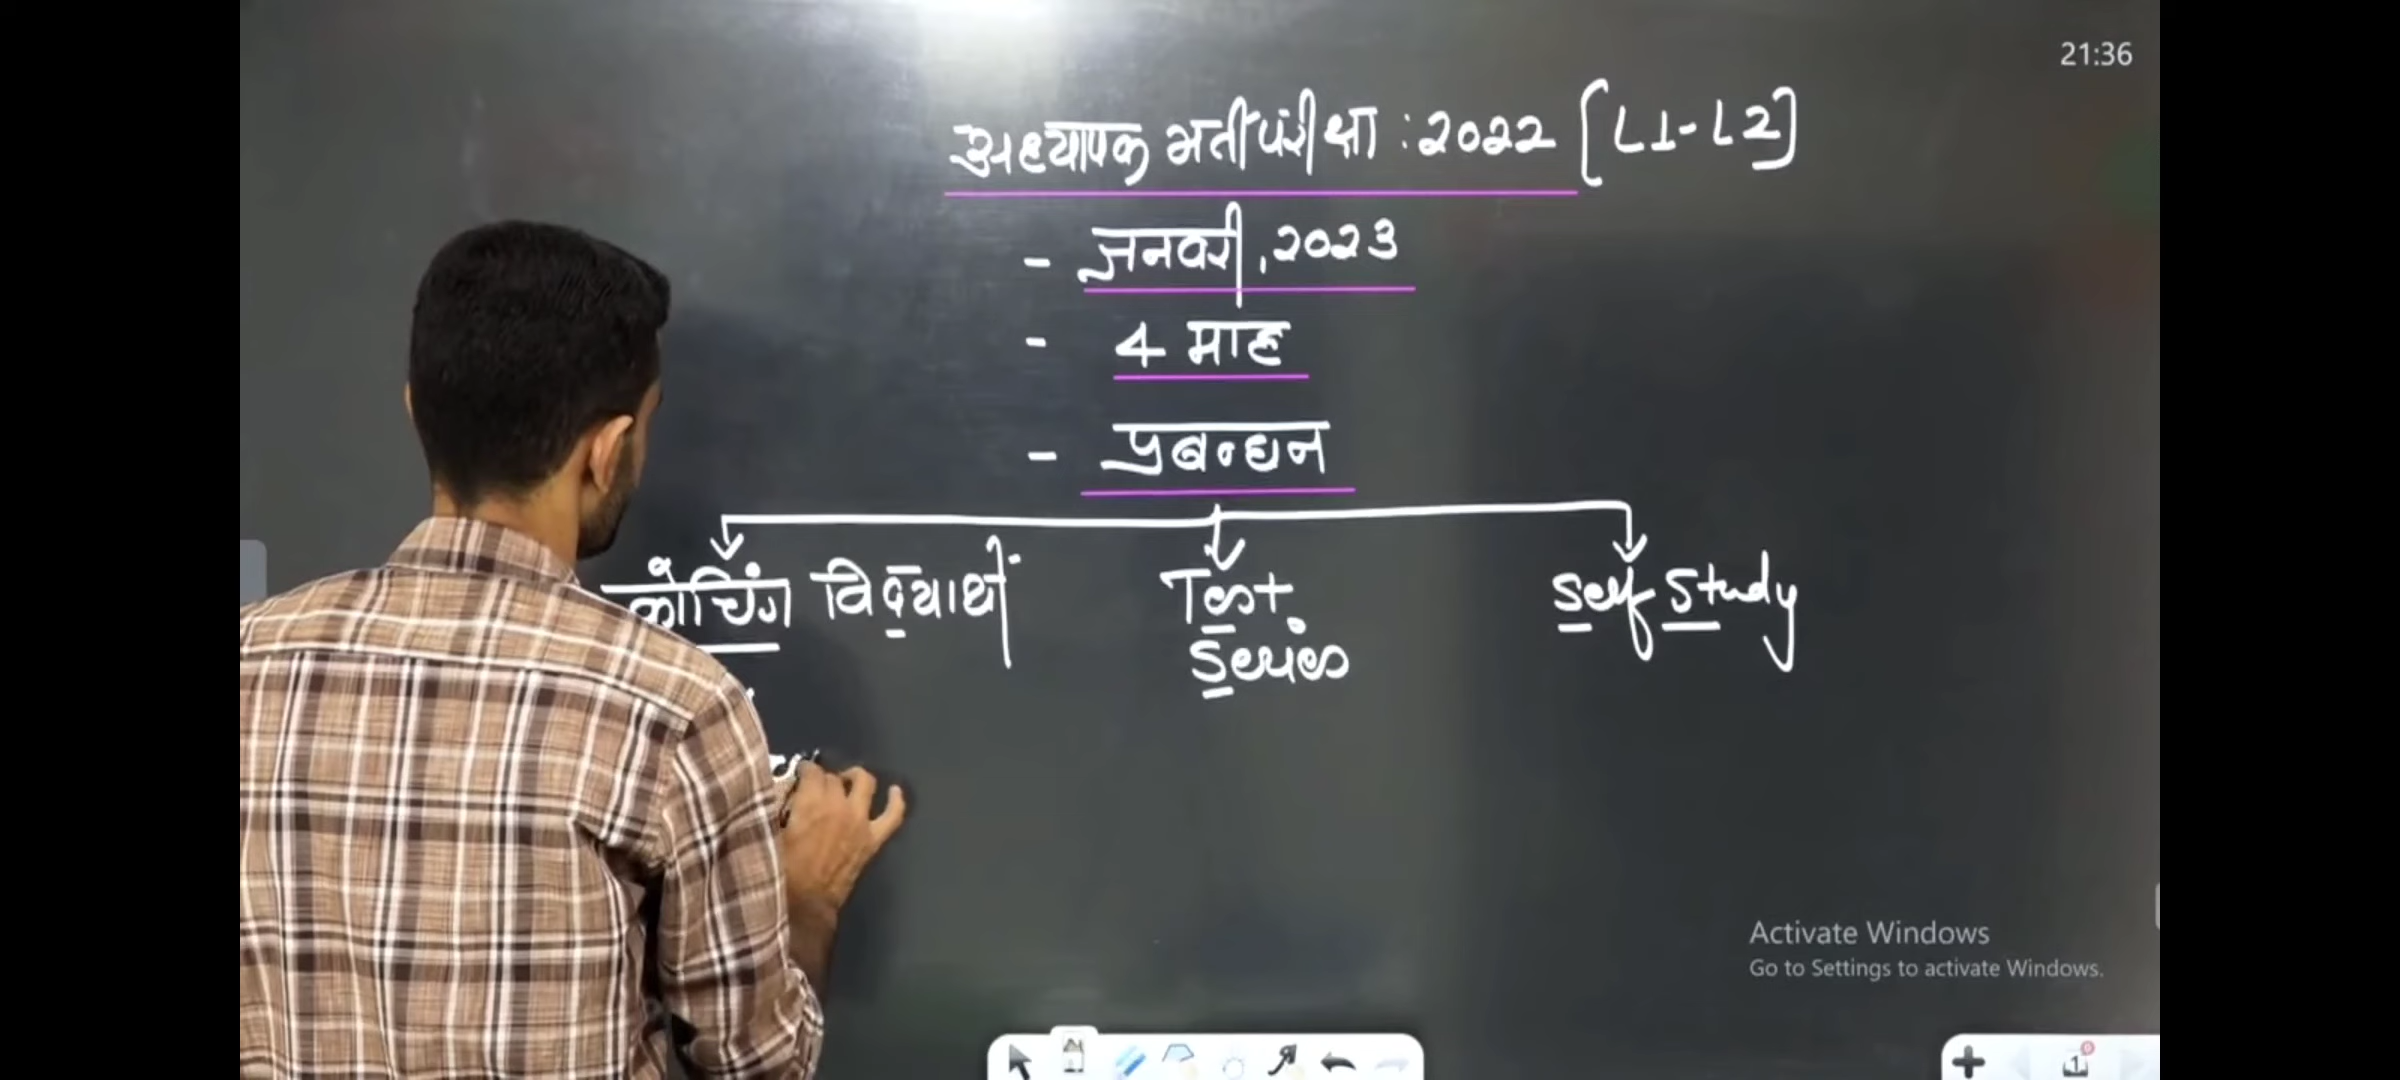 21:36
अध्यापक भर्ती परीक्षा : 2022 [L1-L2]
- जनवरी, 2023
- 4 माह
- प्रबन्धन
कोचिंग विद्यार्थी Test Self Study
Series
Activate Windows
Go to Settings to activate Windows.
1